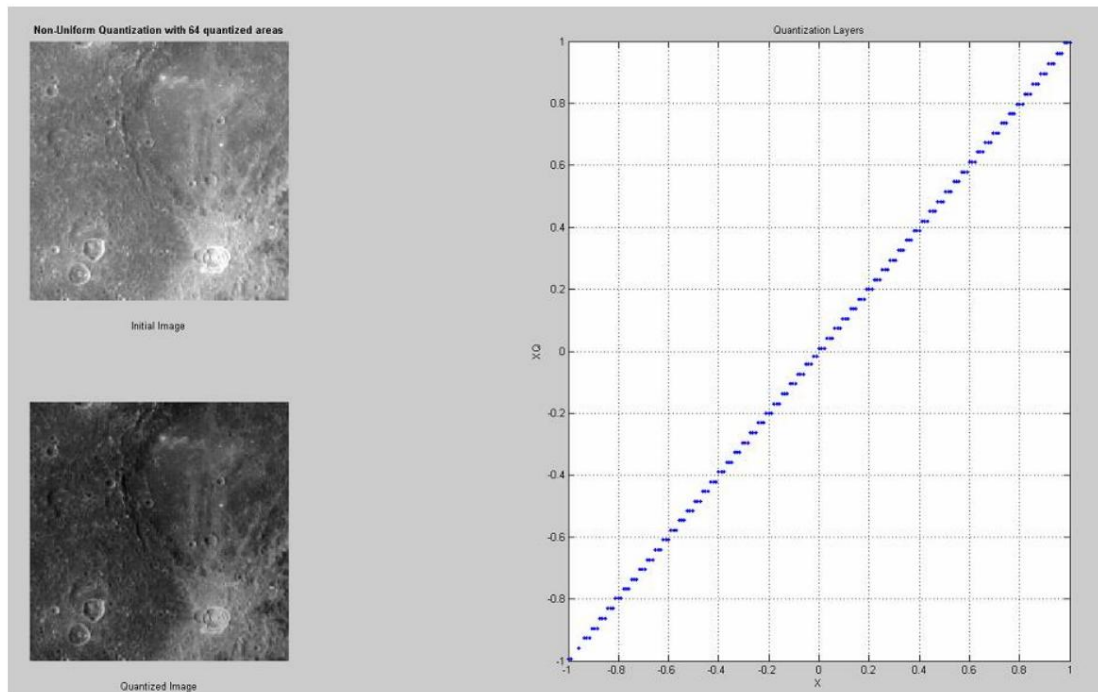 Non-Uniform Quantization with 64 quantized areas
Initial Image
Quantized Image
Quantization Layers
1
0.8
0.6
0.4
0.2
0
-0.2
-0.4
-0.6
-0.8
-1
XQ
-1 -0.8 -0.6 -0.4 -0.2 0 0.2 0.4 0.6 0.8 1
X